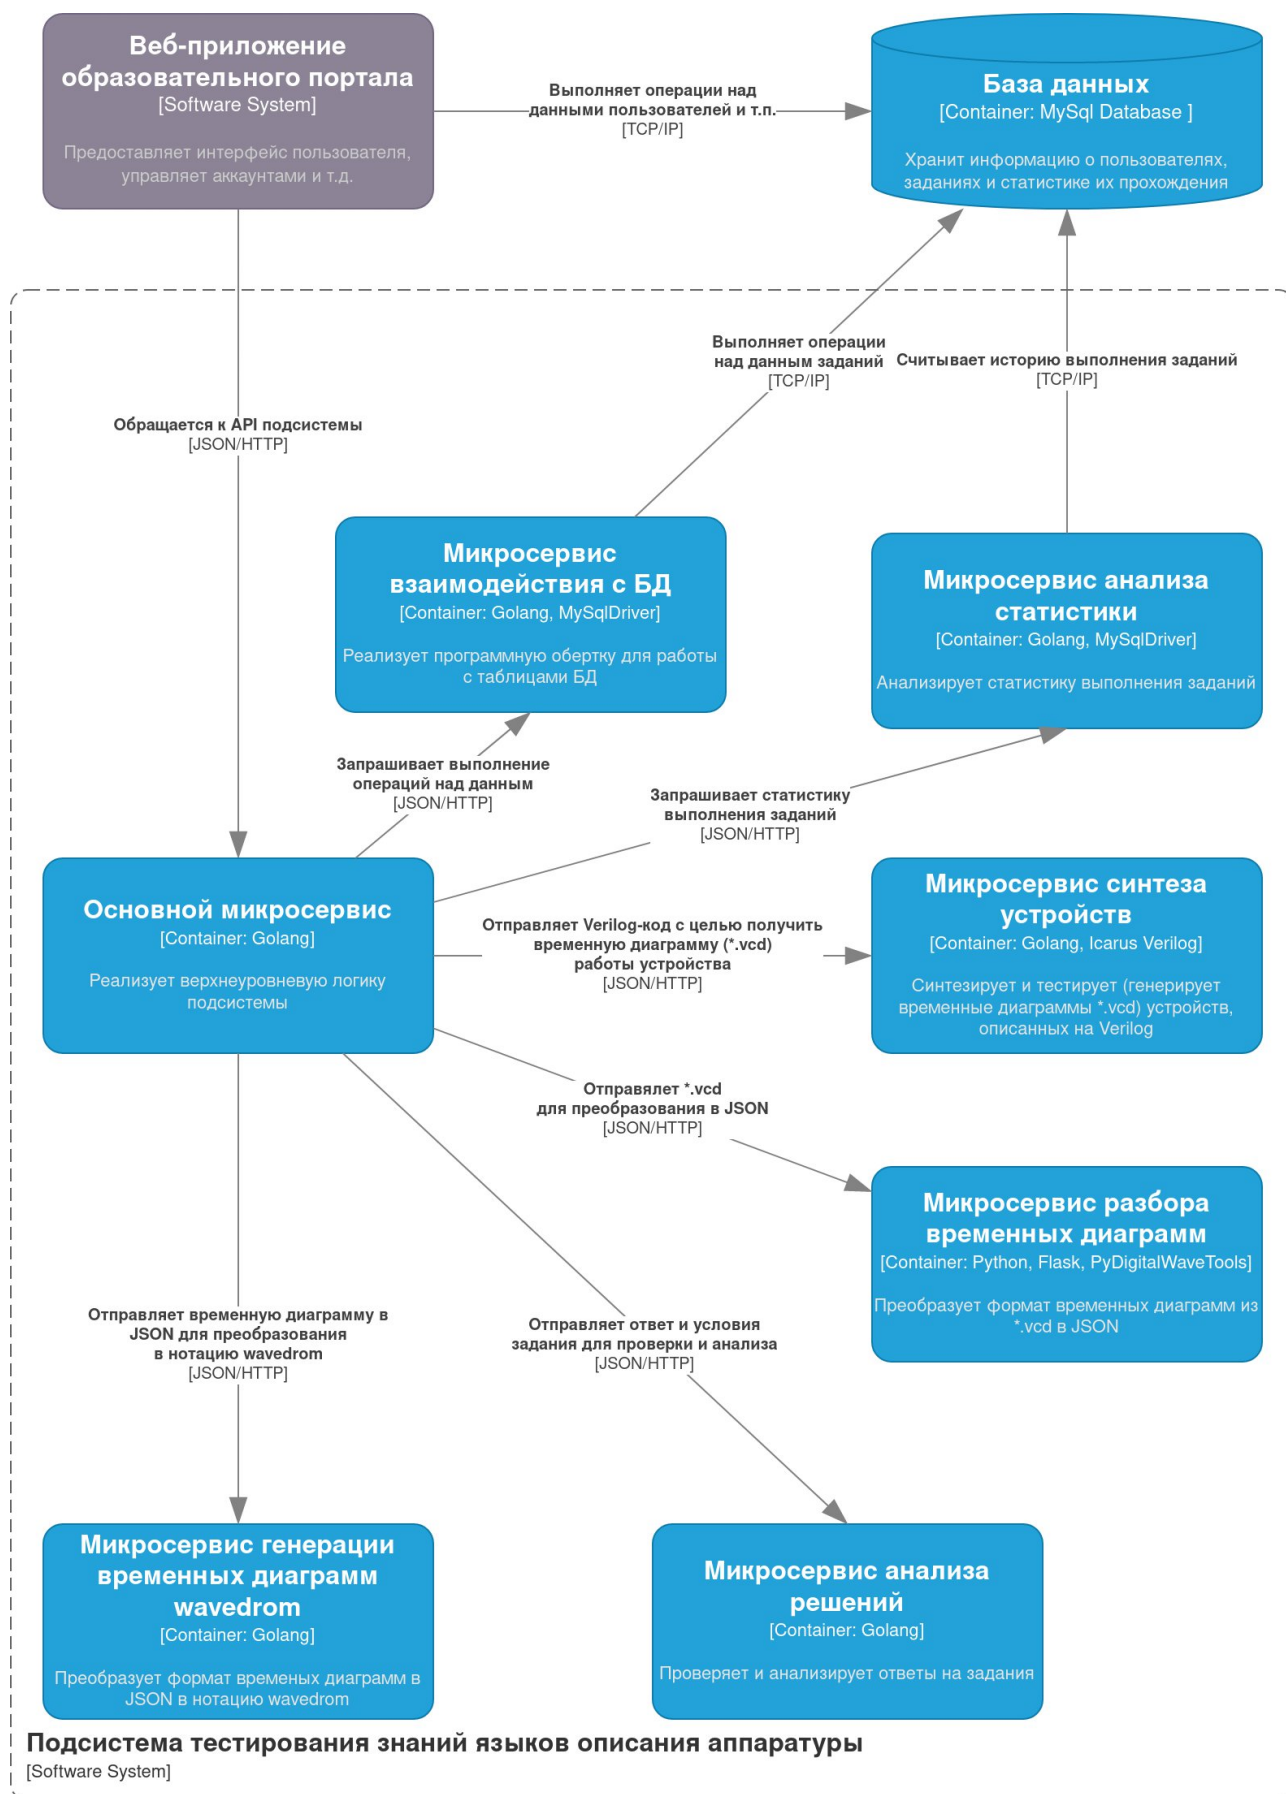 Веб-приложение
образовательного портала
[Software System]
Предоставляет интерфейс пользователя,
управляет аккаунтами и т.д.
Выполняет операции над
данными пользователей и т.п.
[TCP/IP]
База данных
[Container: MySql Database ]
Хранит информацию о пользователях,
заданиях и статистике их прохождения
Выполняет операции
над данным заданий
[TCP/IP]
Считывает историю выполнения заданий
[TCP/IP]
Обращается к API подсистемы
[JSON/HTTP]
Микросервис
взаимодействия с БД
[Container: Golang, MySqlDriver]
Реализует программную обертку для работы
с таблицами БД
Микросервис анализа
статистики
[Container: Golang, MySqlDriver]
Анализирует статистику выполнения заданий
Запрашивает выполнение
операций над данным
[JSON/HTTP]
Запрашивает статистику
выполнения заданий
[JSON/HTTP]
Основной микросервис
[Container: Golang]
Реализует верхнеуровневую логику
подсистемы
Отправляет Verilog-код с целью получить
временную диаграмму (*.vcd)
работы устройства
[JSON/HTTP]
Микросервис синтеза
устройств
[Container: Golang, Icarus Verilog]
Синтезирует и тестирует (генерирует
временные диаграммы *.vcd) устройств,
описанных на Verilog
Отправялет *.vcd
для преобразования в JSON
[JSON/HTTP]
Микросервис разбора
временных диаграмм
[Container: Python, Flask, PyDigitalWaveTools]
Преобразует формат временных диаграмм из
*.vcd в JSON
Отправляет временную диаграмму в
JSON для преобразования
в нотацию wavedrom
[JSON/HTTP]
Отправляет ответ и условия
задания для проверки и анализа
[JSON/HTTP]
Микросервис генерации
временных диаграмм
wavedrom
[Container: Golang]
Преобразует формат временых диаграмм в
JSON в нотацию wavedrom
Микросервис анализа
решений
[Container: Golang]
Проверяет и анализирует ответы на задания
Подсистема тестирования знаний языков описания аппаратуры
[Software System]